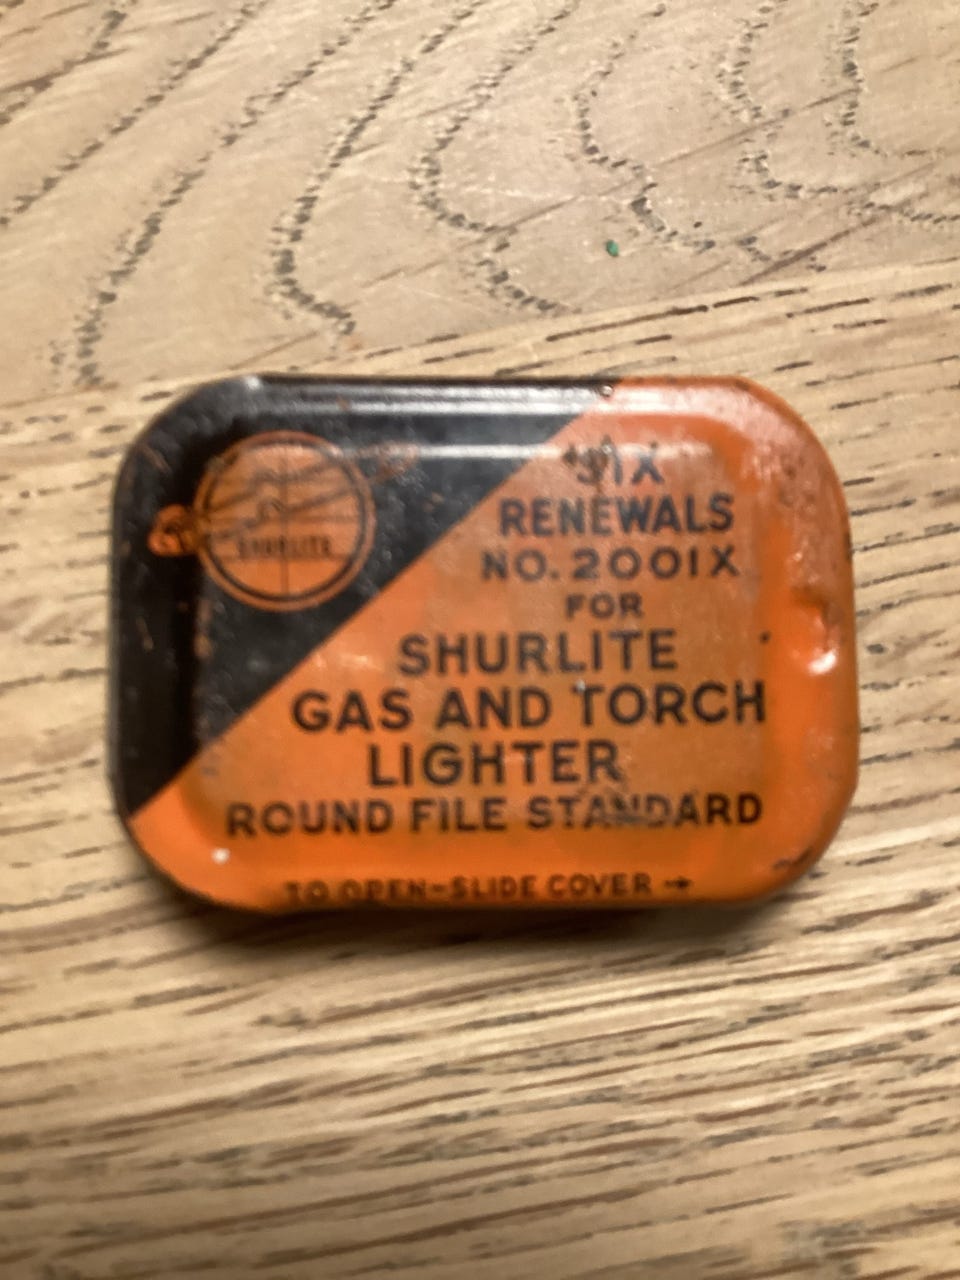 SHURLITE
SIX
RENEWALS
NO. 2001X
FOR
SHURLITE
GAS AND TORCH
LIGHTER
ROUND FILE STANDARD
TO OPEN-SLIDE COVER →